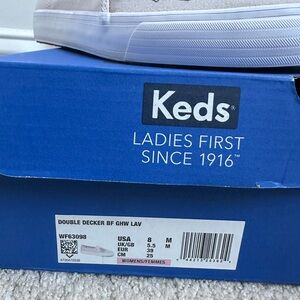 Keds
LADIES FIRST
SINCE 1916™
DOUBLE DECKER BF GHW LAV
WF63098
USA 8 M
UK/GB 5.5 M
EUR 39
CM 25
WOMENS/FEMMES